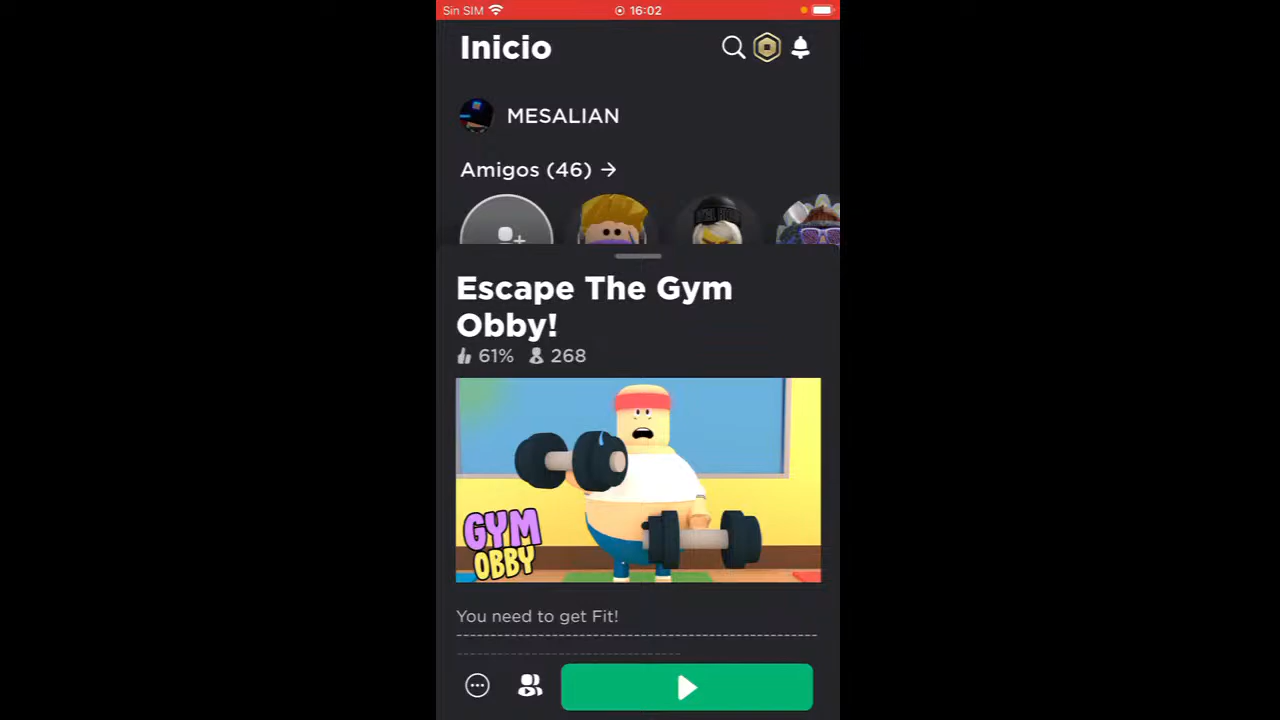 Sin SIM 16:02
Inicio
MESALIAN
Amigos (46) →
Escape The Gym
Obby!
61% 268
GYM
OBBY
You need to get Fit!